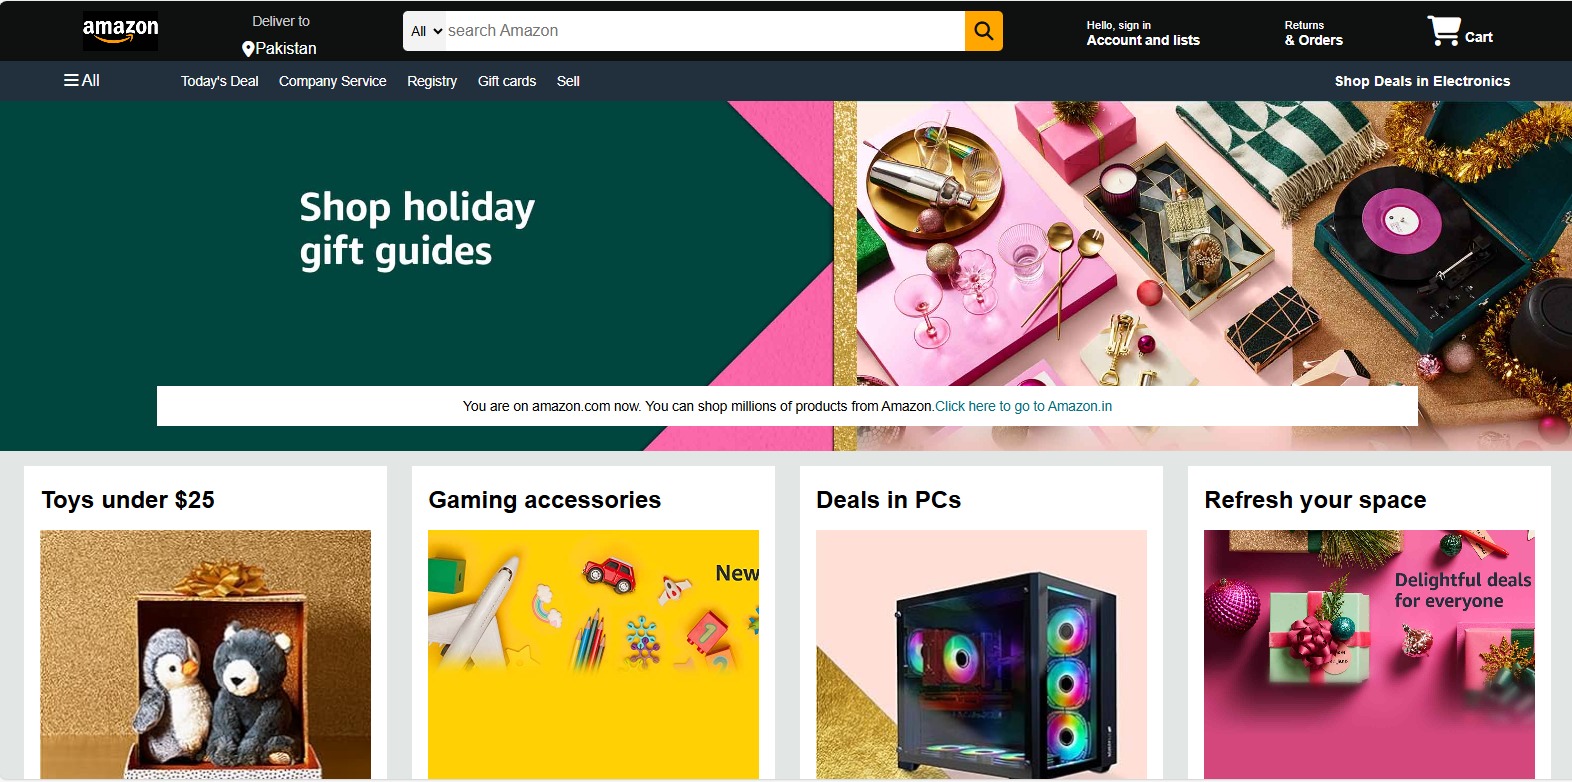 amazon
Deliver to
Pakistan
All
search Amazon
Hello, sign in
Account and lists
Returns
& Orders
Cart
All
Today's Deal
Company Service
Registry
Gift cards
Sell
Shop Deals in Electronics
Shop holiday
gift guides
You are on amazon.com now. You can shop millions of products from Amazon.Click here to go to Amazon.in
Toys under $25
Gaming accessories
Deals in PCs
Refresh your space
New
1
2
Delightful deals
for everyone